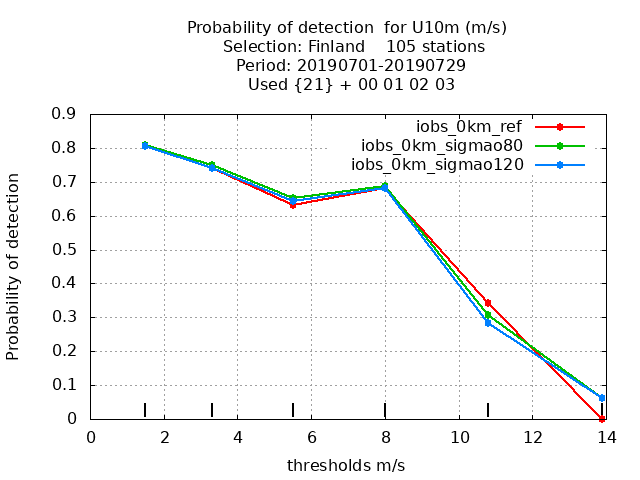 Probability of detection  for U10m (m/s)
Selection: Finland    105 stations
Period: 20190701-20190729
Used {21} + 00 01 02 03
iobs_0km_ref
iobs_0km_sigmao80
iobs_0km_sigmao120
Probability of detection
0.9
0.8
0.7
0.6
0.5
0.4
0.3
0.2
0.1
0
0 2 4 6 8 10 12 14
thresholds m/s